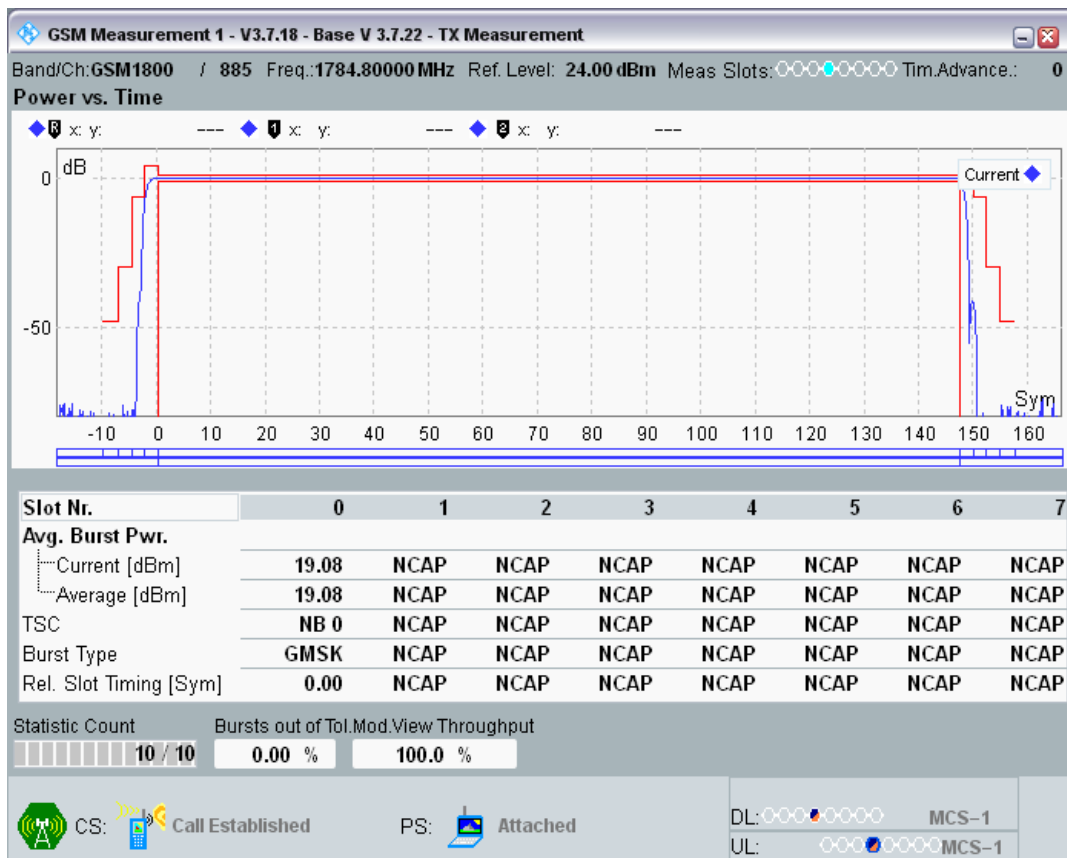 GSM Measurement 1 - V3.7.18 - Base V 3.7.22 - TX Measurement
Band/Ch:GSM1800 / 885 Freq.:1784.80000 MHz Ref. Level: 24.00 dBm Meas Slots: Tim.Advance.: 0
Power vs. Time
R x: y: --- 1 x: y: --- 2 x: y: ---
dB
Current
0
-50
Sym
-10 0 10 20 30 40 50 60 70 80 90 100 110 120 130 140 150 160
Slot Nr. 0 1 2 3 4 5 6 7
Avg. Burst Pwr.
Current [dBm] 19.08 NCAP NCAP NCAP NCAP NCAP NCAP NCAP
Average [dBm] 19.08 NCAP NCAP NCAP NCAP NCAP NCAP NCAP
TSC NB 0 NCAP NCAP NCAP NCAP NCAP NCAP NCAP
Burst Type GMSK NCAP NCAP NCAP NCAP NCAP NCAP NCAP
Rel. Slot Timing [Sym] 0.00 NCAP NCAP NCAP NCAP NCAP NCAP NCAP
Statistic Count Bursts out of Tol.Mod.View Throughput
10 / 10 0.00 % 100.0 %
CS: Call Established PS: Attached DL: MCS-1
UL: MCS-1